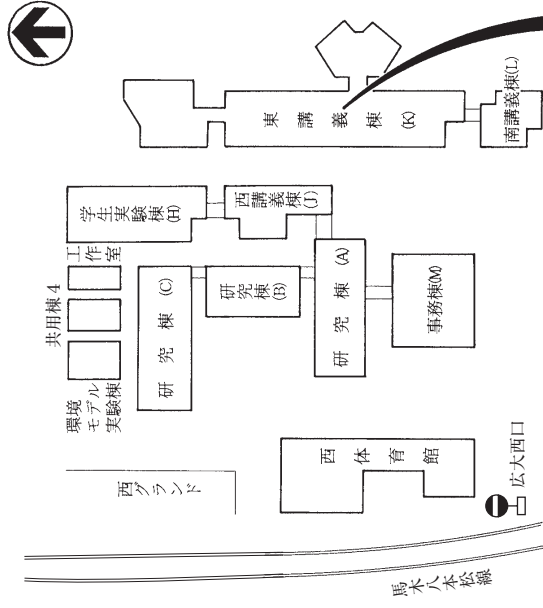 東講義棟(K)
南講義棟(L)
学生実験棟(H)
西講義棟(J)
工作室
共用棟4
環境
モデル
実験棟
研究棟(C)
研究棟(B)
研究棟(A)
事務棟(M)
西グランド
西体育館
広大西口
馬木八本松線